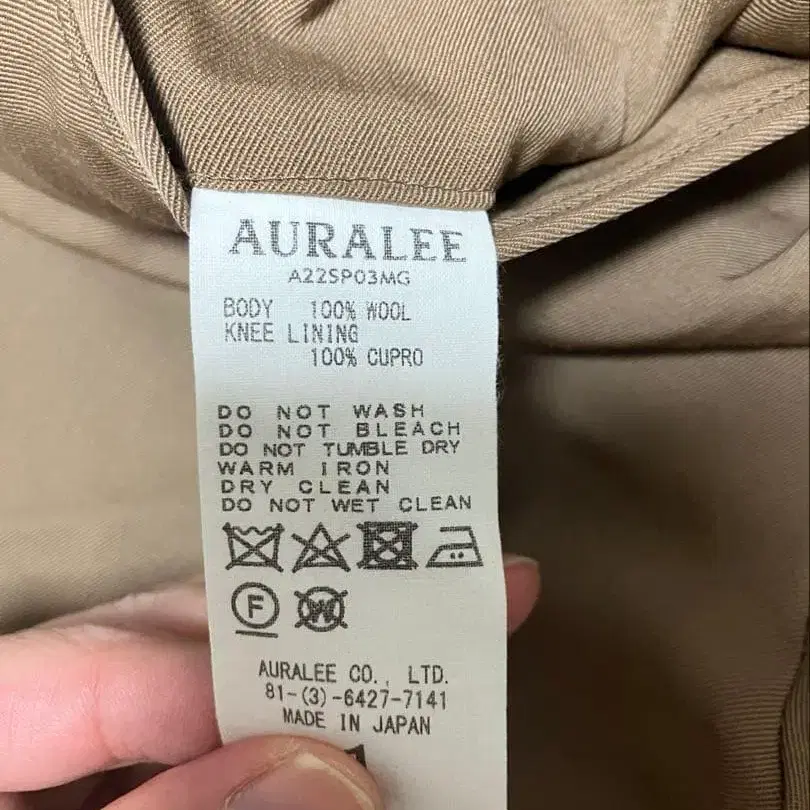 AURALEE
A22SP03MG
BODY 100% WOOL
KNEE LINING
100% CUPRO
DO NOT WASH
DO NOT BLEACH
DO NOT TUMBLE DRY
WARM IRON
DRY CLEAN
DO NOT WET CLEAN
F W
AURALEE CO., LTD.
81-(3)-6427-7141
MADE IN JAPAN